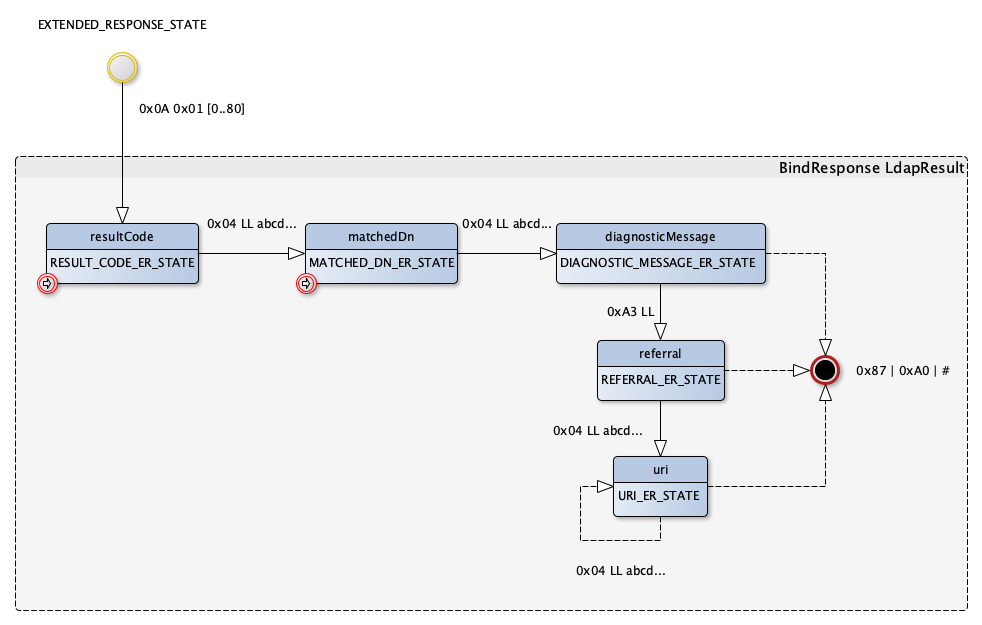 EXTENDED_RESPONSE_STATE
0x0A 0x01 [0..80]
BindResponse LdapResult
resultCode
RESULT_CODE_ER_STATE
0x04 LL abcd...
matchedDn
MATCHED_DN_ER_STATE
0x04 LL abcd...
diagnosticMessage
DIAGNOSTIC_MESSAGE_ER_STATE
0xA3 LL
referral
REFERRAL_ER_STATE
0x87 | 0xA0 | #
0x04 LL abcd...
uri
URI_ER_STATE
0x04 LL abcd...